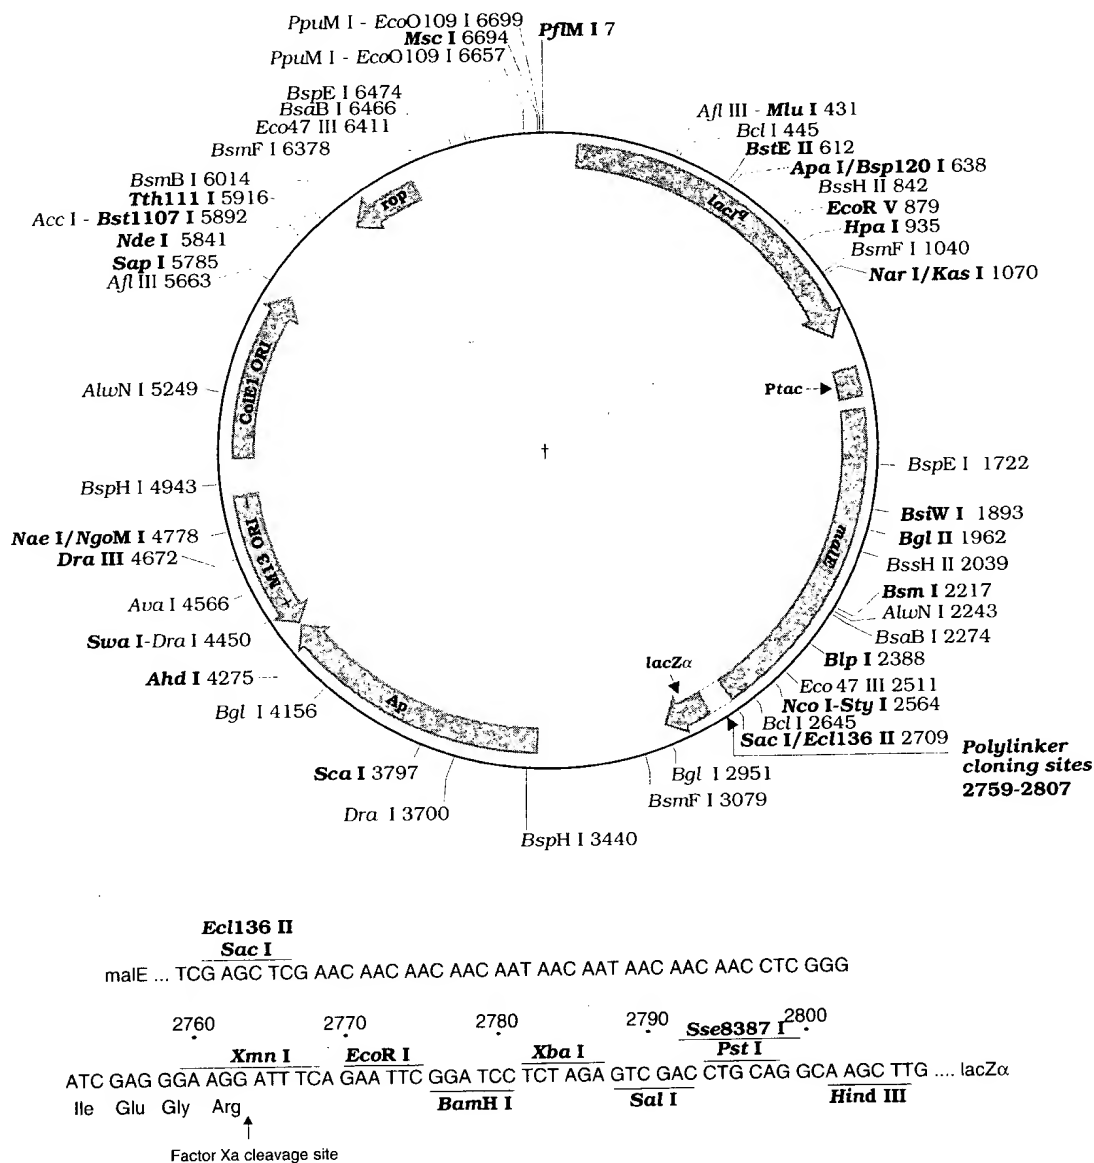 PpuM I - EcoO109 I 6699
Msc I 6694
PpuM I - EcoO109 I 6657
PflM I 7
BspE I 6474
BsaB I 6466
Eco47 III 6411
BsmF I 6378
BsmB I 6014
Tth111 I 5916
Acc I - Bst1107 I 5892
Nde I 5841
Sap I 5785
Afl III 5663
AlwN I 5249
BspH I 4943
Nae I/NgoM I 4778
Dra III 4672
Ava I 4566
Swa I-Dra I 4450
Ahd I 4275
Bgl I 4156
Sca I 3797
Dra I 3700
BspH I 3440
Afl III - Mlu I 431
Bcl I 445
BstE II 612
Apa I/Bsp120 I 638
BssH II 842
EcoR V 879
Hpa I 935
BsmF I 1040
Nar I/Kas I 1070
BspE I 1722
BsiW I 1893
Bgl II 1962
BssH II 2039
Bsm I 2217
AlwN I 2243
BsaB I 2274
Blp I 2388
Eco 47 III 2511
Nco I-Sty I 2564
Bcl I 2645
Sac I/Ecl136 II 2709
Polylinker
cloning sites
2759-2807
Bgl I 2951
BsmF I 3079
rop
lacIq
Ptac
malE
lacZα
Ap
M13 ORI
ColE1 ORI
†
Ecl136 II
Sac I
malE ... TCG AGC TCG AAC AAC AAC AAC AAT AAC AAT AAC AAC AAC CTC GGG
2760 2770 2780 2790 2800
Sse8387 I
Xmn I EcoR I Xba I Pst I
ATC GAG GGA AGG ATT TCA GAA TTC GGA TCC TCT AGA GTC GAC CTG CAG GCA AGC TTG .... lacZα
Ile Glu Gly Arg BamH I Sal I Hind III
Factor Xa cleavage site